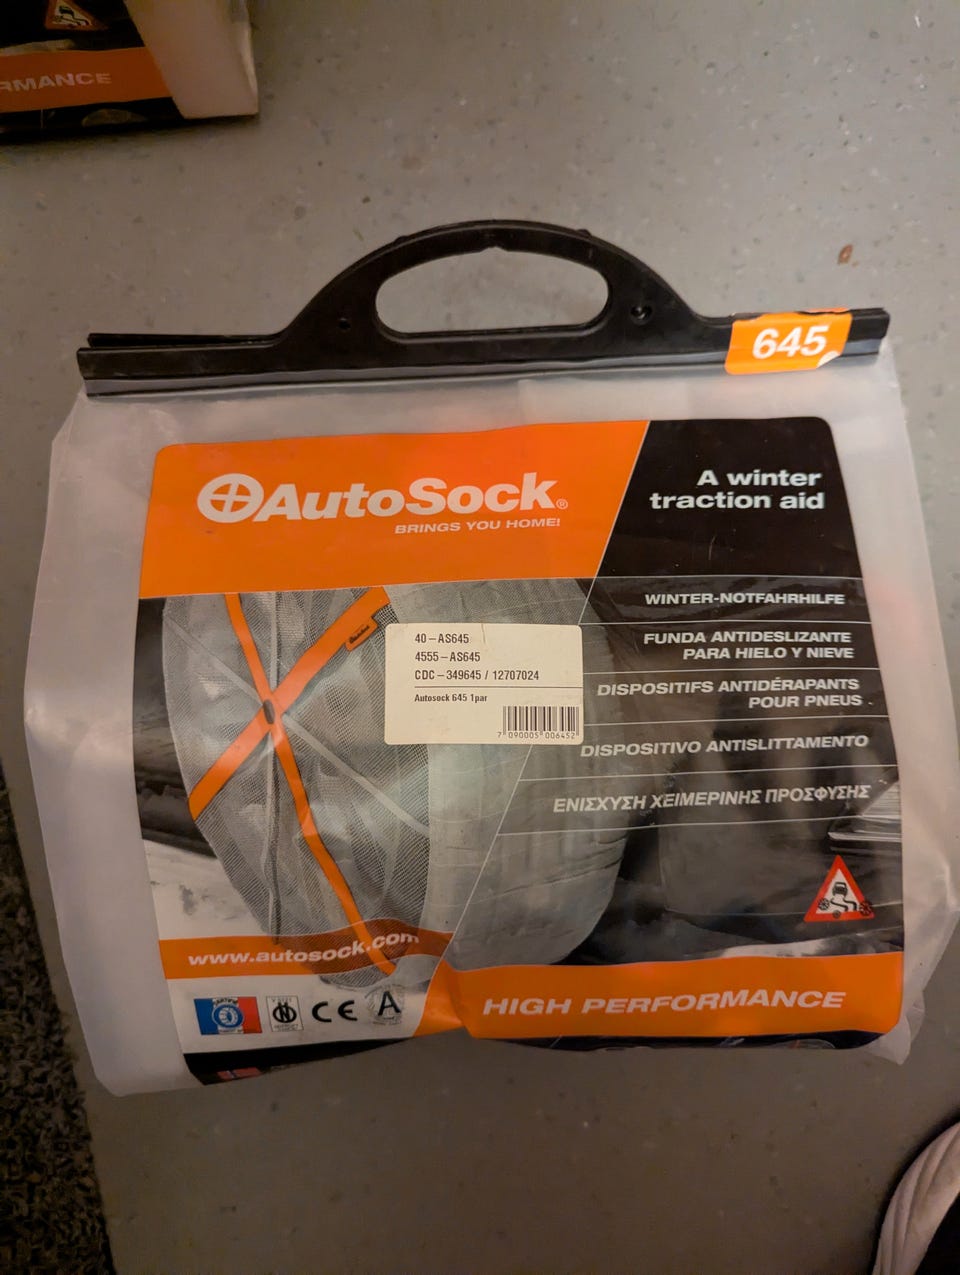 RMANCE
645
AutoSock®
BRINGS YOU HOME!
A winter
traction aid
WINTER-NOTFAHRHILFE
FUNDA ANTIDESLIZANTE
PARA HIELO Y NIEVE
DISPOSITIFS ANTIDÉRAPANTS
POUR PNEUS
DISPOSITIVO ANTISLITTAMENTO
ΕΝΙΣΧΥΣΗ ΧΕΙΜΕΡΙΝΗΣ ΠΡΟΣΦΥΣΗΣ
AutoSock
40-AS645
4555-AS645
CDC-349645 / 12707024
Autosock 645 1par
7 090005 006452
www.autosock.com
CE
A
HIGH PERFORMANCE